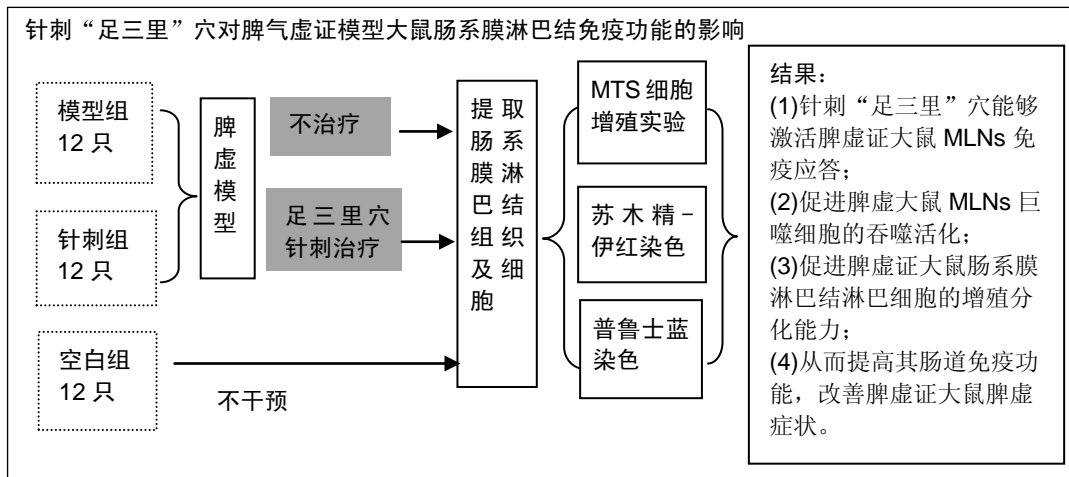 针刺“足三里”穴对脾气虚证模型大鼠肠系膜淋巴结免疫功能的影响
模型组
12 只
针刺组
12 只
空白组
12 只
脾虚模型
不治疗
足三里穴
针刺治疗
不干预
提取
肠系
膜淋
巴结
组织
及细
胞
MTS 细胞
增殖实验
苏木精-
伊红染色
普鲁士蓝
染色
结果：
(1)针刺“足三里”穴能够
激活脾虚证大鼠 MLNs 免
疫应答；
(2)促进脾虚大鼠 MLNs 巨
噬细胞的吞噬活化；
(3)促进脾虚证大鼠肠系膜
淋巴结淋巴细胞的增殖分
化能力；
(4)从而提高其肠道免疫功
能，改善脾虚证大鼠脾虚
症状。